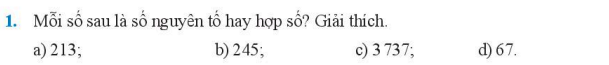 1. Mỗi số sau là số nguyên tố hay hợp số? Giải thích.
a) 213; b) 245; c) 3 737; d) 67.